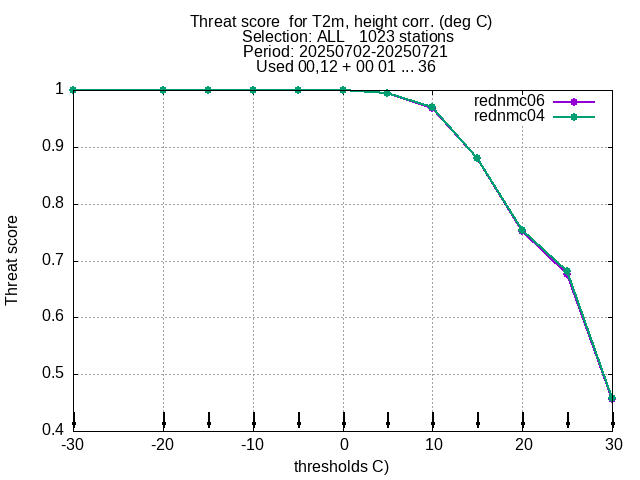 Threat score  for T2m, height corr. (deg C)
Selection: ALL   1023 stations
Period: 20250702-20250721
Used 00,12 + 00 01 ... 36
rednmc06
rednmc04
1
0.9
0.8
0.7
0.6
0.5
0.4
Threat score
-30 -20 -10 0 10 20 30
thresholds C)